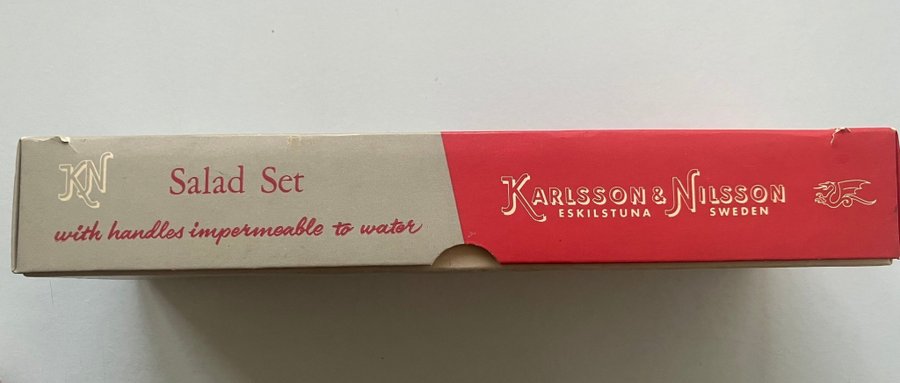 KN
Salad Set
with handles impermeable to water
KARLSSON & NILSSON
ESKILSTUNA SWEDEN